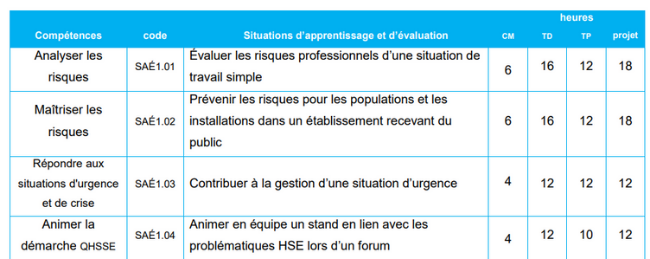 heures
Compétences code Situations d'apprentissage et d'évaluation CM TD TP projet
Analyser les risques SAÉ1.01 Évaluer les risques professionnels d'une situation de travail simple 6 16 12 18
Maîtriser les risques SAÉ1.02 Prévenir les risques pour les populations et les installations dans un établissement recevant du public 6 16 12 18
Répondre aux situations d'urgence et de crise SAÉ1.03 Contribuer à la gestion d'une situation d'urgence 4 12 12 12
Animer la démarche QHSSE SAÉ1.04 Animer en équipe un stand en lien avec les problématiques HSE lors d'un forum 4 12 10 12